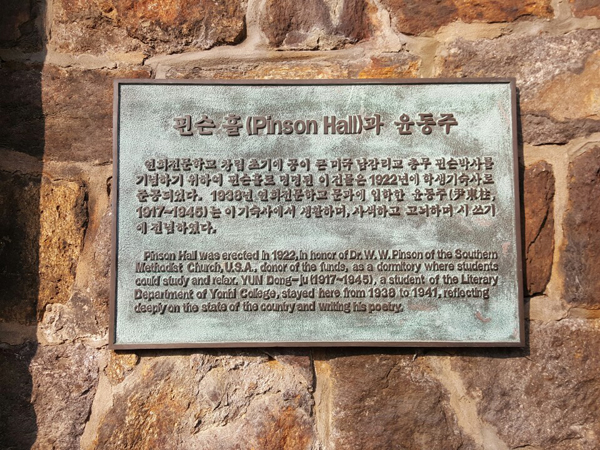 핀슨 홀(Pinson Hall)과 윤동주
연희전문학교 창립 초기에 공이 큰 미국 남감리교 총무 핀슨박사를
기념하기 위하여 핀슨홀로 명명된 이 건물은 1922년에 학생기숙사로
준공되었다. 1938년 연희전문학교 문과에 입학한 윤동주(尹東柱,
1917~1945)는 이 기숙사에서 생활하며, 사색하고 고뇌하며 시 쓰기
에 전념하였다.
Pinson Hall was erected in 1922, in honor of Dr. W. W. Pinson of the Southern
Methodist Church, U.S.A., donor of the funds, as a dormitory where students
could study and relax. YUN Dong-ju (1917~1945), a student of the Literary
Department of Yonhi College, stayed here from 1938 to 1941, reflecting
deeply on the state of the country and writing his poetry.